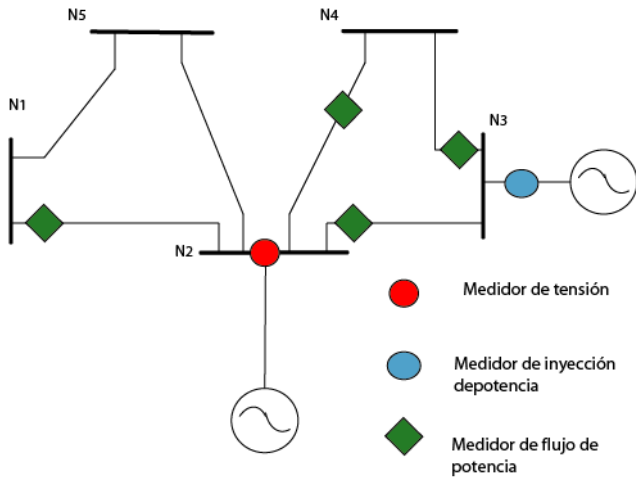 N5
N4
N1
N3
N2
Medidor de tensión
Medidor de inyección
depotencia
Medidor de flujo de
potencia